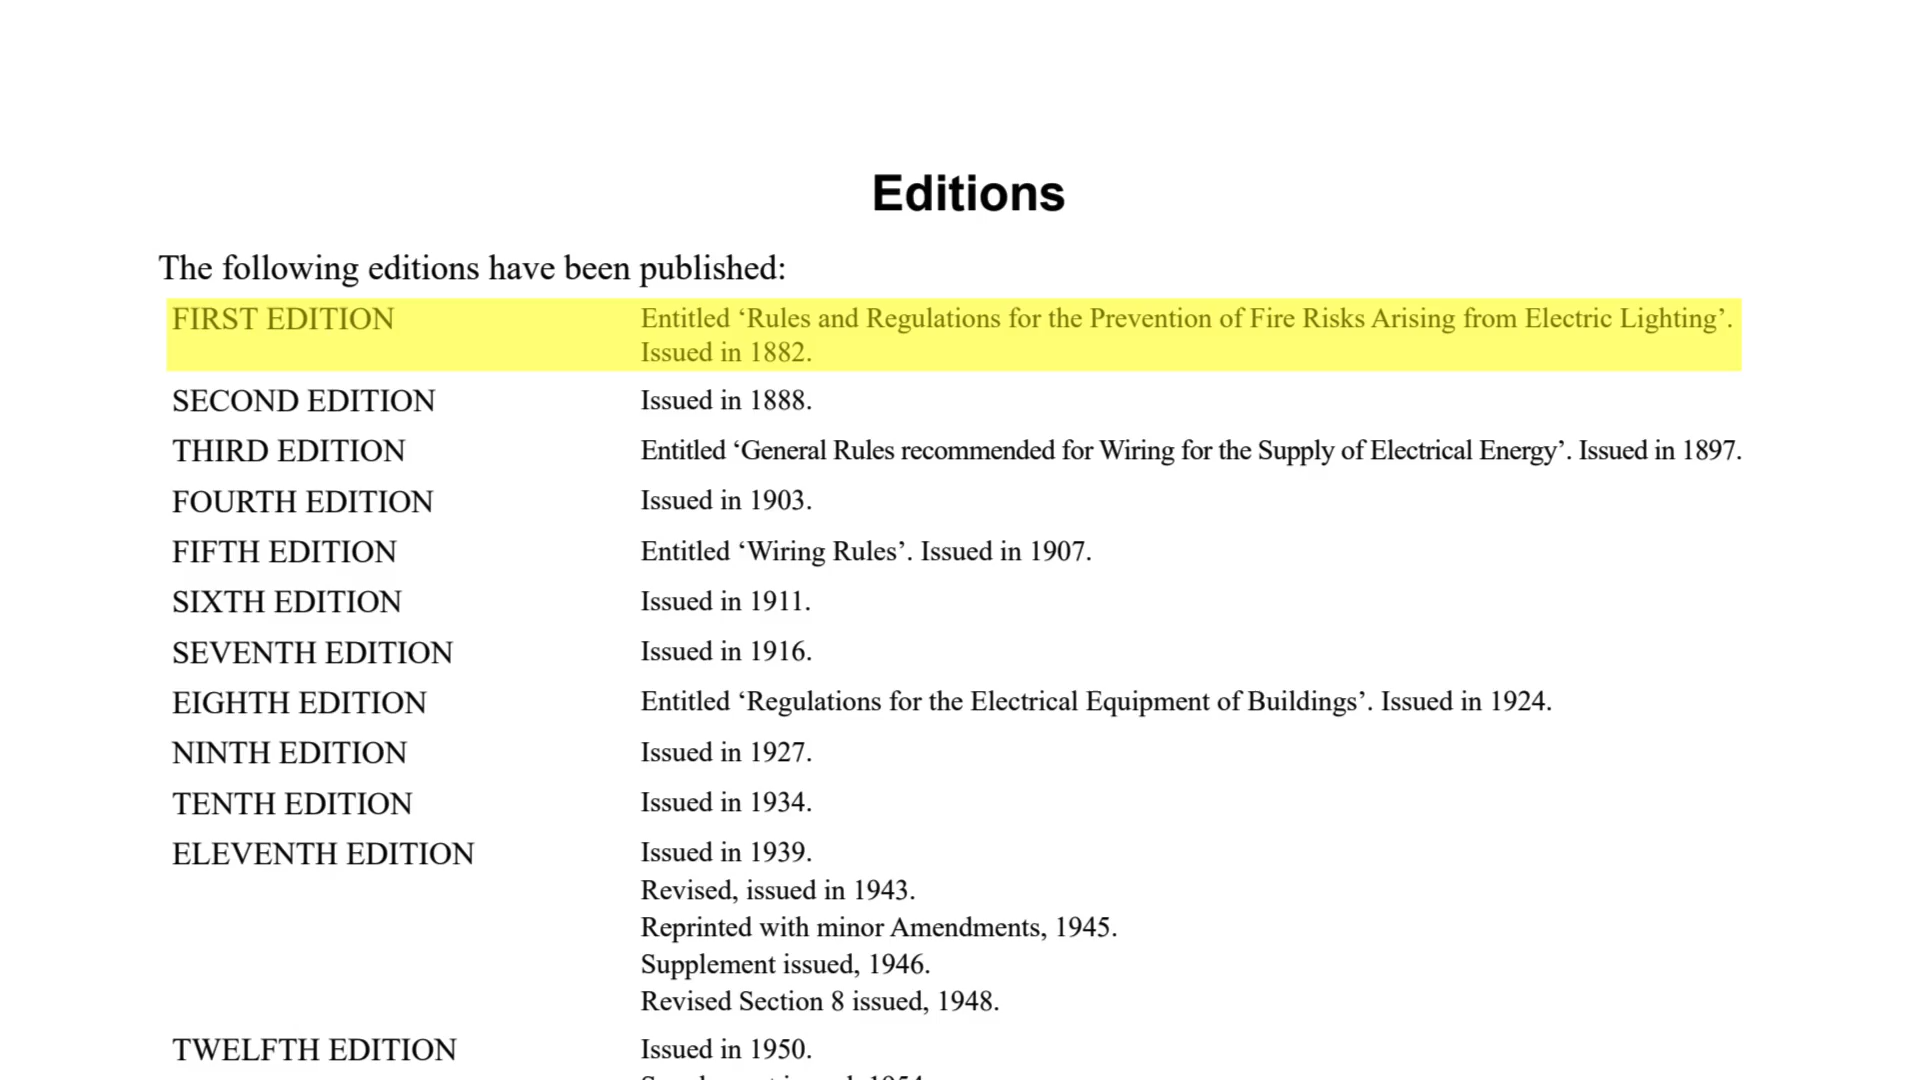 Editions
The following editions have been published:
FIRST EDITION Entitled ‘Rules and Regulations for the Prevention of Fire Risks Arising from Electric Lighting’.
Issued in 1882.
SECOND EDITION Issued in 1888.
THIRD EDITION Entitled ‘General Rules recommended for Wiring for the Supply of Electrical Energy’. Issued in 1897.
FOURTH EDITION Issued in 1903.
FIFTH EDITION Entitled ‘Wiring Rules’. Issued in 1907.
SIXTH EDITION Issued in 1911.
SEVENTH EDITION Issued in 1916.
EIGHTH EDITION Entitled ‘Regulations for the Electrical Equipment of Buildings’. Issued in 1924.
NINTH EDITION Issued in 1927.
TENTH EDITION Issued in 1934.
ELEVENTH EDITION Issued in 1939.
Revised, issued in 1943.
Reprinted with minor Amendments, 1945.
Supplement issued, 1946.
Revised Section 8 issued, 1948.
TWELFTH EDITION Issued in 1950.